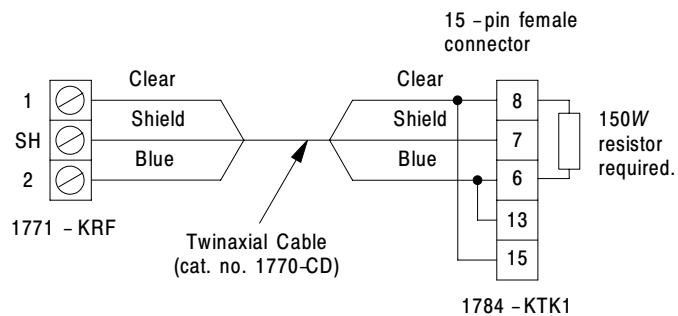 15 – pin female
connector
Clear
Clear
1
8
Shield
Shield
150W
resistor
required.
SH
7
Blue
Blue
2
6
13
1771 – KRF
Twinaxial Cable
(cat. no. 1770–CD)
15
1784 – KTK1